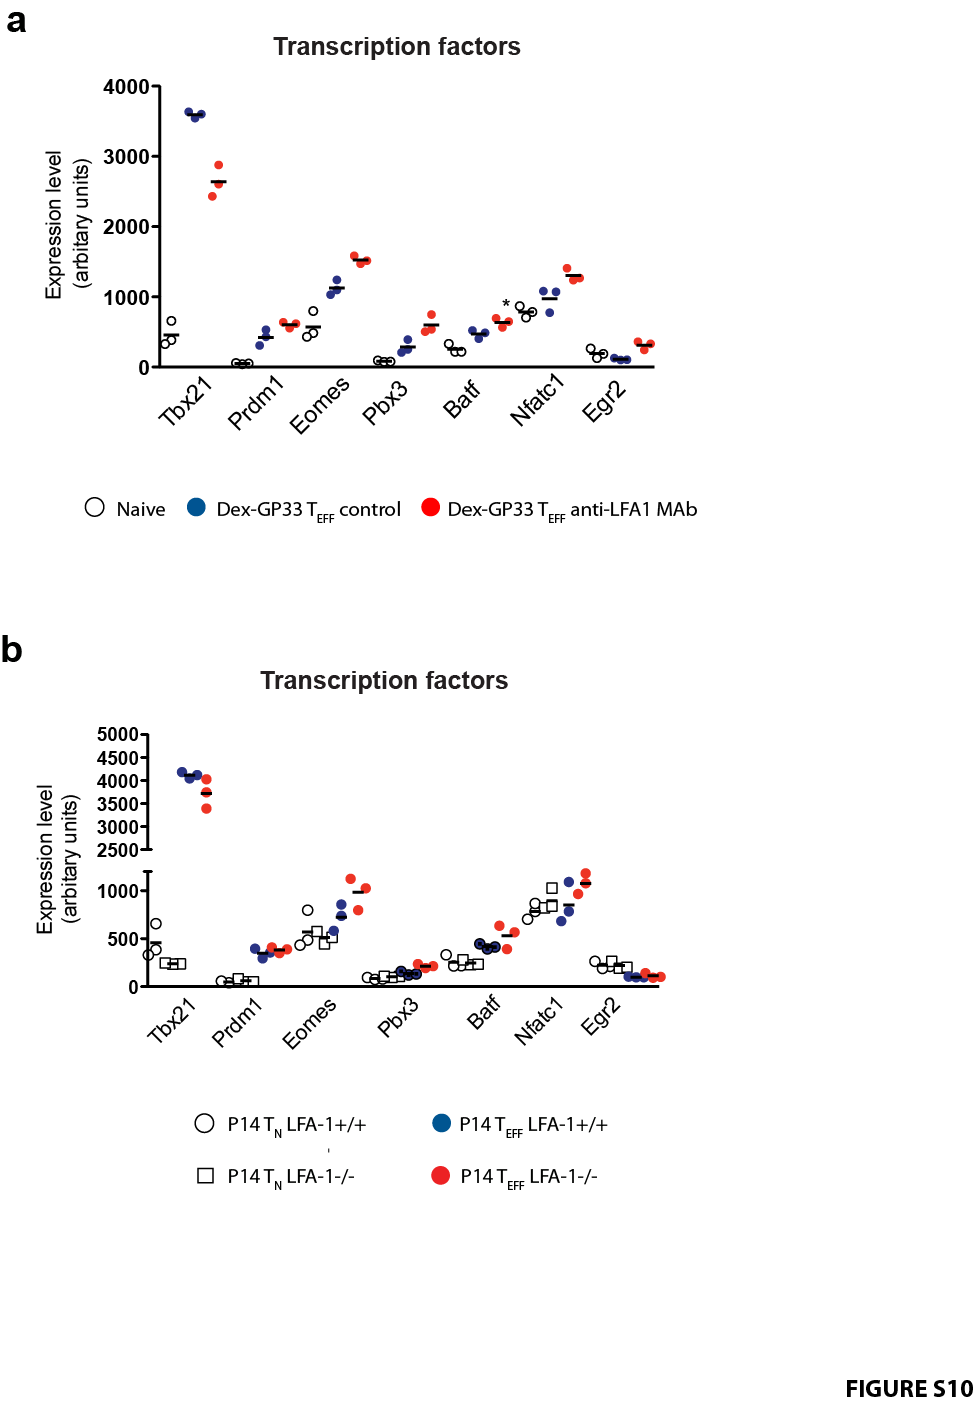 a
Transcription factors
Expression level
(arbitary units)
4000
3000
2000
1000
0
*
Tbx21
Prdm1
Eomes
Pbx3
Batf
Nfatc1
Egr2
Naive
Dex-GP33 TEFF control
Dex-GP33 TEFF anti-LFA1 MAb
b
Transcription factors
Expression level
(arbitary units)
5000
4500
4000
3500
3000
2500
1000
500
0
Tbx21
Prdm1
Eomes
Pbx3
Batf
Nfatc1
Egr2
P14 TN LFA-1+/+
P14 TEFF LFA-1+/+
P14 TN LFA-1-/-
P14 TEFF LFA-1-/-
FIGURE S10